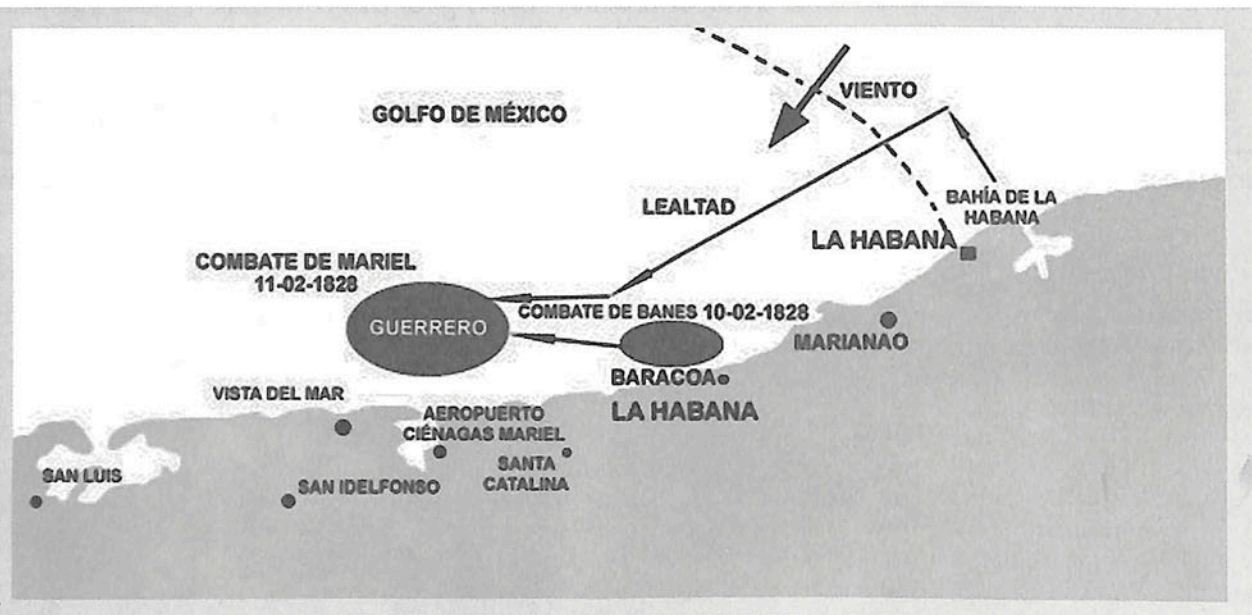 VIENTO
GOLFO DE MÉXICO
LEALTAD
BAHÍA DE LA
HABANA
LA HABANA
COMBATE DE MARIEL
11-02-1828
GUERRERO
COMBATE DE BANES 10-02-1828
MARIANAO
BARACOA
LA HABANA
VISTA DEL MAR
AEROPUERTO
CIÉNAGAS MARIEL
SANTA
CATALINA
SAN LUIS
SAN IDELFONSO